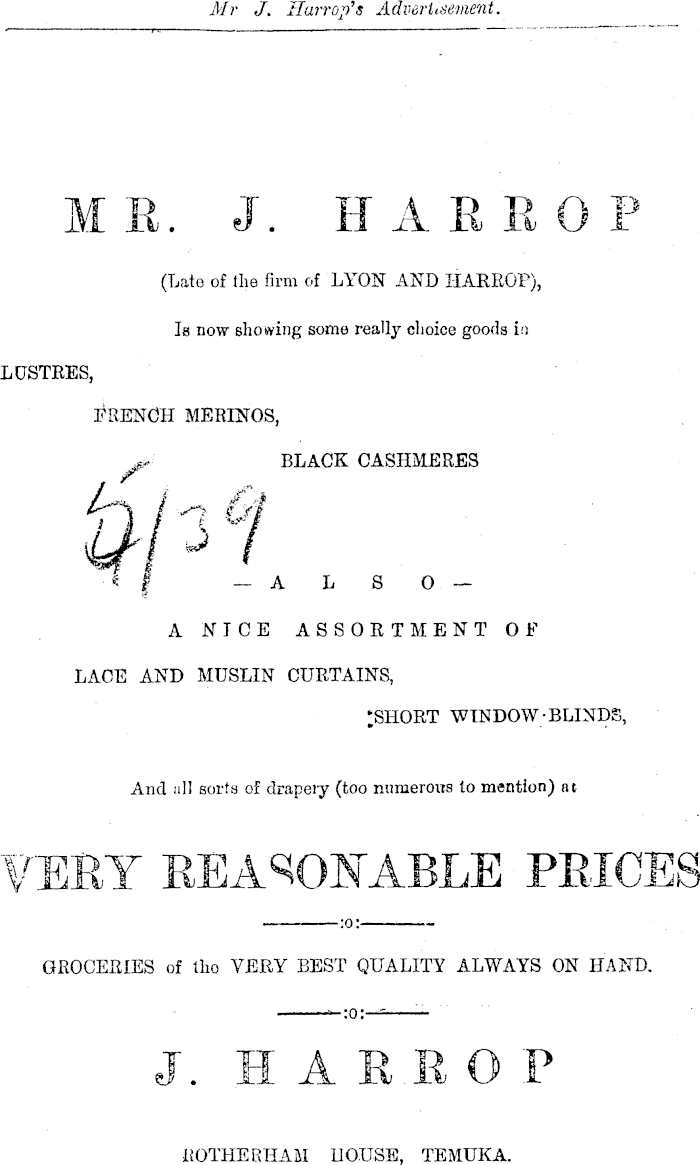 Mr J. Harrop's Advertisement.
MR. J. HARROP
(Late of the firm of LYON AND HARROP),
Is now showing some really choice goods in
LUSTRES,
FRENCH MERINOS,
BLACK CASHMERES
/39
— ALSO —
A NICE ASSORTMENT OF
LACE AND MUSLIN CURTAINS,
SHORT WINDOW-BLINDS,
And all sorts of drapery (too numerous to mention) at
VERY REASONABLE PRICES
———:o:———
GROCERIES of the VERY BEST QUALITY ALWAYS ON HAND.
———:o:———
J. HARROP
ROTHERHAM HOUSE, TEMUKA.